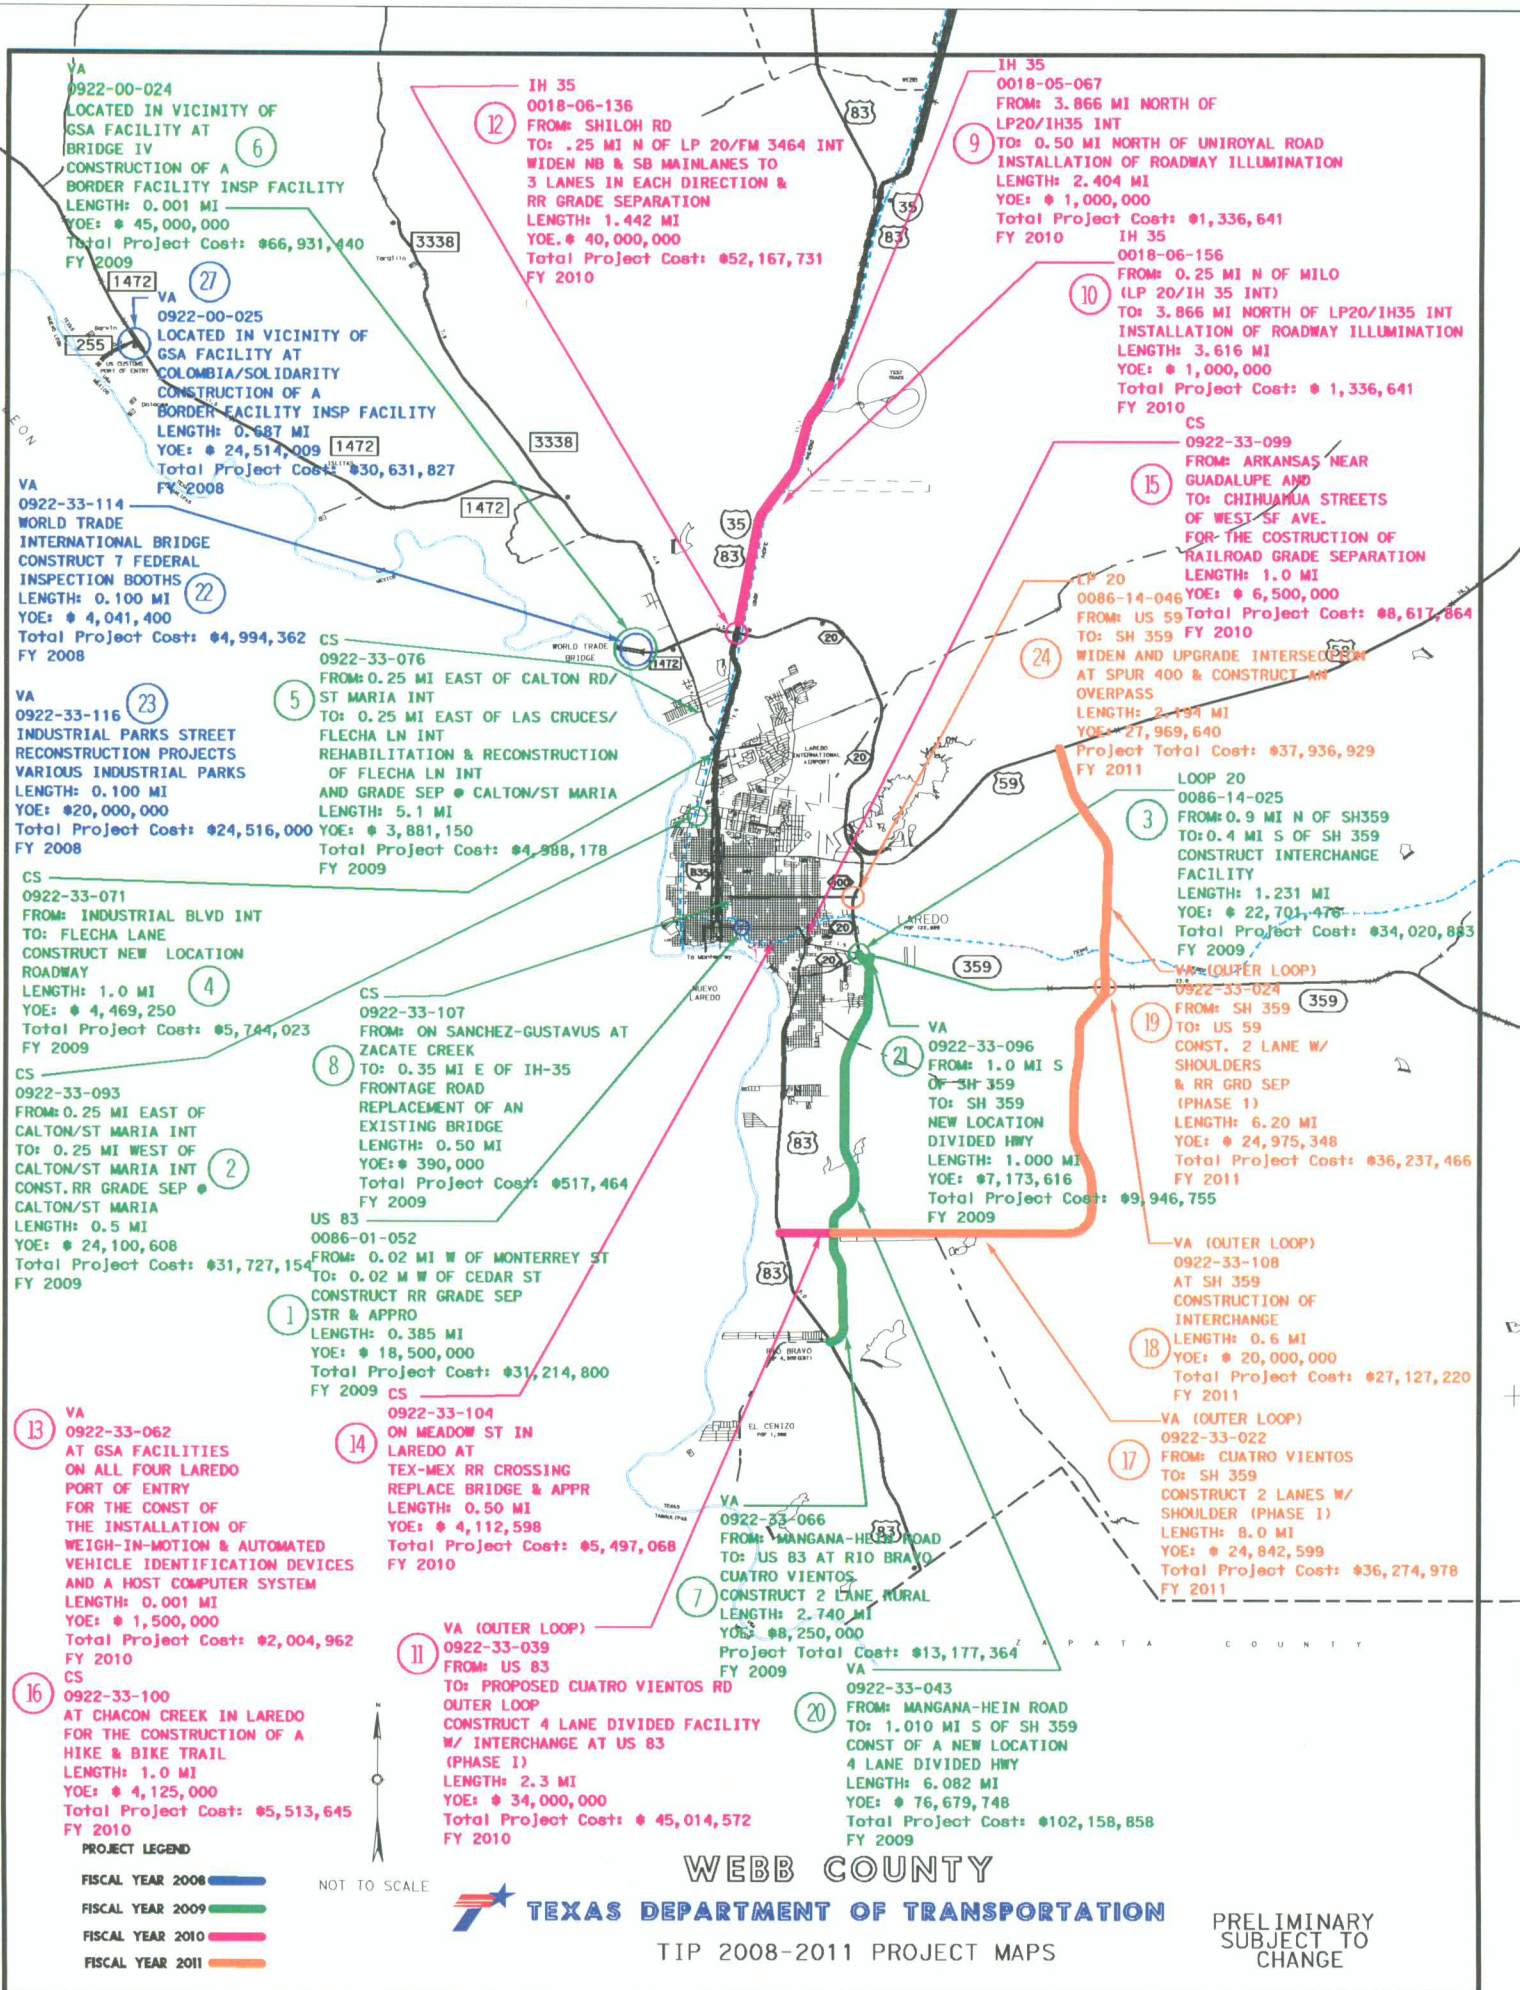 VA
0922-00-024
LOCATED IN VICINITY OF
GSA FACILITY AT
BRIDGE IV
6
CONSTRUCTION OF A
BORDER FACILITY INSP FACILITY
LENGTH: 0.001 MI
YOE: $ 45,000,000
Total Project Cost: $66,931,440
FY 2009
IH 35
12
0018-06-136
FROM: SHILOH RD
TO: .25 MI N OF LP 20/FM 3464 INT
WIDEN NB & SB MAINLANES TO
3 LANES IN EACH DIRECTION &
RR GRADE SEPARATION
LENGTH: 1.442 MI
YOE. $ 40,000,000
Total Project Cost: $52,167,731
FY 2010
IH 35
0018-05-067
FROM: 3.866 MI NORTH OF
LP20/IH35 INT
9
TO: 0.50 MI NORTH OF UNIROYAL ROAD
INSTALLATION OF ROADWAY ILLUMINATION
LENGTH: 2.404 MI
YOE: $ 1,000,000
Total Project Cost: $1,336,641
FY 2010
IH 35
0018-06-156
FROM: 0.25 MI N OF MILO
10
(LP 20/IH 35 INT)
TO: 3.866 MI NORTH OF LP20/IH35 INT
INSTALLATION OF ROADWAY ILLUMINATION
LENGTH: 3.616 MI
YOE: $ 1,000,000
Total Project Cost: $ 1,336,641
FY 2010
27
VA
0922-00-025
LOCATED IN VICINITY OF
GSA FACILITY AT
COLOMBIA/SOLIDARITY
CONSTRUCTION OF A
BORDER FACILITY INSP FACILITY
LENGTH: 0.687 MI
YOE: $ 24,514,009
Total Project Cost: $30,631,827
FY 2008
CS
0922-33-099
FROM: ARKANSAS NEAR
15
GUADALUPE AND
TO: CHIHUAHUA STREETS
OF WEST SF AVE.
FOR THE COSTRUCTION OF
RAILROAD GRADE SEPARATION
LENGTH: 1.0 MI
YOE: $ 6,500,000
Total Project Cost: $8,617,864
FY 2010
VA
0922-33-114
WORLD TRADE
INTERNATIONAL BRIDGE
CONSTRUCT 7 FEDERAL
INSPECTION BOOTHS
22
LENGTH: 0.100 MI
YOE: $ 4,041,400
Total Project Cost: $4,994,362
FY 2008
LP 20
0086-14-046
FROM: US 59
TO: SH 359
24
WIDEN AND UPGRADE INTERSECTION
AT SPUR 400 & CONSTRUCT AN
OVERPASS
LENGTH: 2.194 MI
YOE: 27,969,640
Project Total Cost: $37,936,929
FY 2011
CS
0922-33-076
FROM: 0.25 MI EAST OF CALTON RD/
5
ST MARIA INT
TO: 0.25 MI EAST OF LAS CRUCES/
FLECHA LN INT
REHABILITATION & RECONSTRUCTION
OF FLECHA LN INT
AND GRADE SEP @ CALTON/ST MARIA
LENGTH: 5.1 MI
YOE: $ 3,881,150
Total Project Cost: $4,988,178
FY 2009
VA
23
0922-33-116
INDUSTRIAL PARKS STREET
RECONSTRUCTION PROJECTS
VARIOUS INDUSTRIAL PARKS
LENGTH: 0.100 MI
YOE: $20,000,000
Total Project Cost: $24,516,000
FY 2008
LOOP 20
0086-14-025
3
FROM: 0.9 MI N OF SH359
TO: 0.4 MI S OF SH 359
CONSTRUCT INTERCHANGE
FACILITY
LENGTH: 1.231 MI
YOE: $ 22,701,476
Total Project Cost: $34,020,883
FY 2009
CS
0922-33-071
FROM: INDUSTRIAL BLVD INT
TO: FLECHA LANE
CONSTRUCT NEW LOCATION
ROADWAY
4
LENGTH: 1.0 MI
YOE: $ 4,469,250
Total Project Cost: $5,744,023
FY 2009
VA (OUTER LOOP)
0922-33-024
19
FROM: SH 359
TO: US 59
CONST. 2 LANE W/
SHOULDERS
& RR GRD SEP
(PHASE 1)
LENGTH: 6.20 MI
YOE: $ 24,975,348
Total Project Cost: $36,237,466
FY 2011
CS
0922-33-107
FROM: ON SANCHEZ-GUSTAVUS AT
8
ZACATE CREEK
TO: 0.35 MI E OF IH-35
FRONTAGE ROAD
REPLACEMENT OF AN
EXISTING BRIDGE
LENGTH: 0.50 MI
YOE: $ 390,000
Total Project Cost: $517,464
FY 2009
VA
21
0922-33-096
FROM: 1.0 MI S
OF SH 359
TO: SH 359
NEW LOCATION
DIVIDED HWY
LENGTH: 1.000 MI
YOE: $7,173,616
Total Project Cost: $9,946,755
FY 2009
CS
0922-33-093
FROM: 0.25 MI EAST OF
CALTON/ST MARIA INT
TO: 0.25 MI WEST OF
CALTON/ST MARIA INT
2
CONST. RR GRADE SEP @
CALTON/ST MARIA
LENGTH: 0.5 MI
YOE: $ 24,100,608
Total Project Cost: $31,727,154
FY 2009
US 83
0086-01-052
FROM: 0.02 MI W OF MONTERREY ST
TO: 0.02 M W OF CEDAR ST
CONSTRUCT RR GRADE SEP
1
STR & APPRO
LENGTH: 0.385 MI
YOE: $ 18,500,000
Total Project Cost: $31,214,800
FY 2009
VA (OUTER LOOP)
0922-33-108
AT SH 359
CONSTRUCTION OF
INTERCHANGE
18
LENGTH: 0.6 MI
YOE: $ 20,000,000
Total Project Cost: $27,127,220
FY 2011
13
VA
0922-33-062
AT GSA FACILITIES
ON ALL FOUR LAREDO
PORT OF ENTRY
FOR THE CONST OF
THE INSTALLATION OF
WEIGH-IN-MOTION & AUTOMATED
VEHICLE IDENTIFICATION DEVICES
AND A HOST COMPUTER SYSTEM
LENGTH: 0.001 MI
YOE: $ 1,500,000
Total Project Cost: $2,004,962
FY 2010
CS
0922-33-104
14
ON MEADOW ST IN
LAREDO AT
TEX-MEX RR CROSSING
REPLACE BRIDGE & APPR
LENGTH: 0.50 MI
YOE: $ 4,112,598
Total Project Cost: $5,497,068
FY 2010
VA (OUTER LOOP)
0922-33-022
17
FROM: CUATRO VIENTOS
TO: SH 359
CONSTRUCT 2 LANES W/
SHOULDER (PHASE I)
LENGTH: 8.0 MI
YOE: $ 24,842,599
Total Project Cost: $36,274,978
FY 2011
VA
0922-33-066
FROM: MANGANA-HEIN ROAD
TO: US 83 AT RIO BRAVO
CUATRO VIENTOS
7
CONSTRUCT 2 LANE RURAL
LENGTH: 2.740 MI
YOE: $8,250,000
Project Total Cost: $13,177,364
FY 2009
16
CS
0922-33-100
AT CHACON CREEK IN LAREDO
FOR THE CONSTRUCTION OF A
HIKE & BIKE TRAIL
LENGTH: 1.0 MI
YOE: $ 4,125,000
Total Project Cost: $5,513,645
FY 2010
VA (OUTER LOOP)
11
0922-33-039
FROM: US 83
TO: PROPOSED CUATRO VIENTOS RD
OUTER LOOP
CONSTRUCT 4 LANE DIVIDED FACILITY
W/ INTERCHANGE AT US 83
(PHASE I)
LENGTH: 2.3 MI
YOE: $ 34,000,000
Total Project Cost: $ 45,014,572
FY 2010
VA
0922-33-043
20
FROM: MANGANA-HEIN ROAD
TO: 1.010 MI S OF SH 359
CONST OF A NEW LOCATION
4 LANE DIVIDED HWY
LENGTH: 6.082 MI
YOE: $ 76,679,748
Total Project Cost: $102,158,858
FY 2009
83
35
83
3338
1472
255
1472
3338
1472
35
83
TEST
TRACK
WORLD TRADE
BRIDGE
1472
20
59
LAREDO
INTERNATIONAL
AIRPORT
20
59
B35
A
400
20
LAREDO
20
359
359
NUEVO
LAREDO
83
83
RIO BRAVO
EL CENIZO
83
ZAPATA COUNTY
PROJECT LEGEND
FISCAL YEAR 2008
FISCAL YEAR 2009
FISCAL YEAR 2010
FISCAL YEAR 2011
N
NOT TO SCALE
WEBB COUNTY
TEXAS DEPARTMENT OF TRANSPORTATION
TIP 2008-2011 PROJECT MAPS
PRELIMINARY
SUBJECT TO
CHANGE